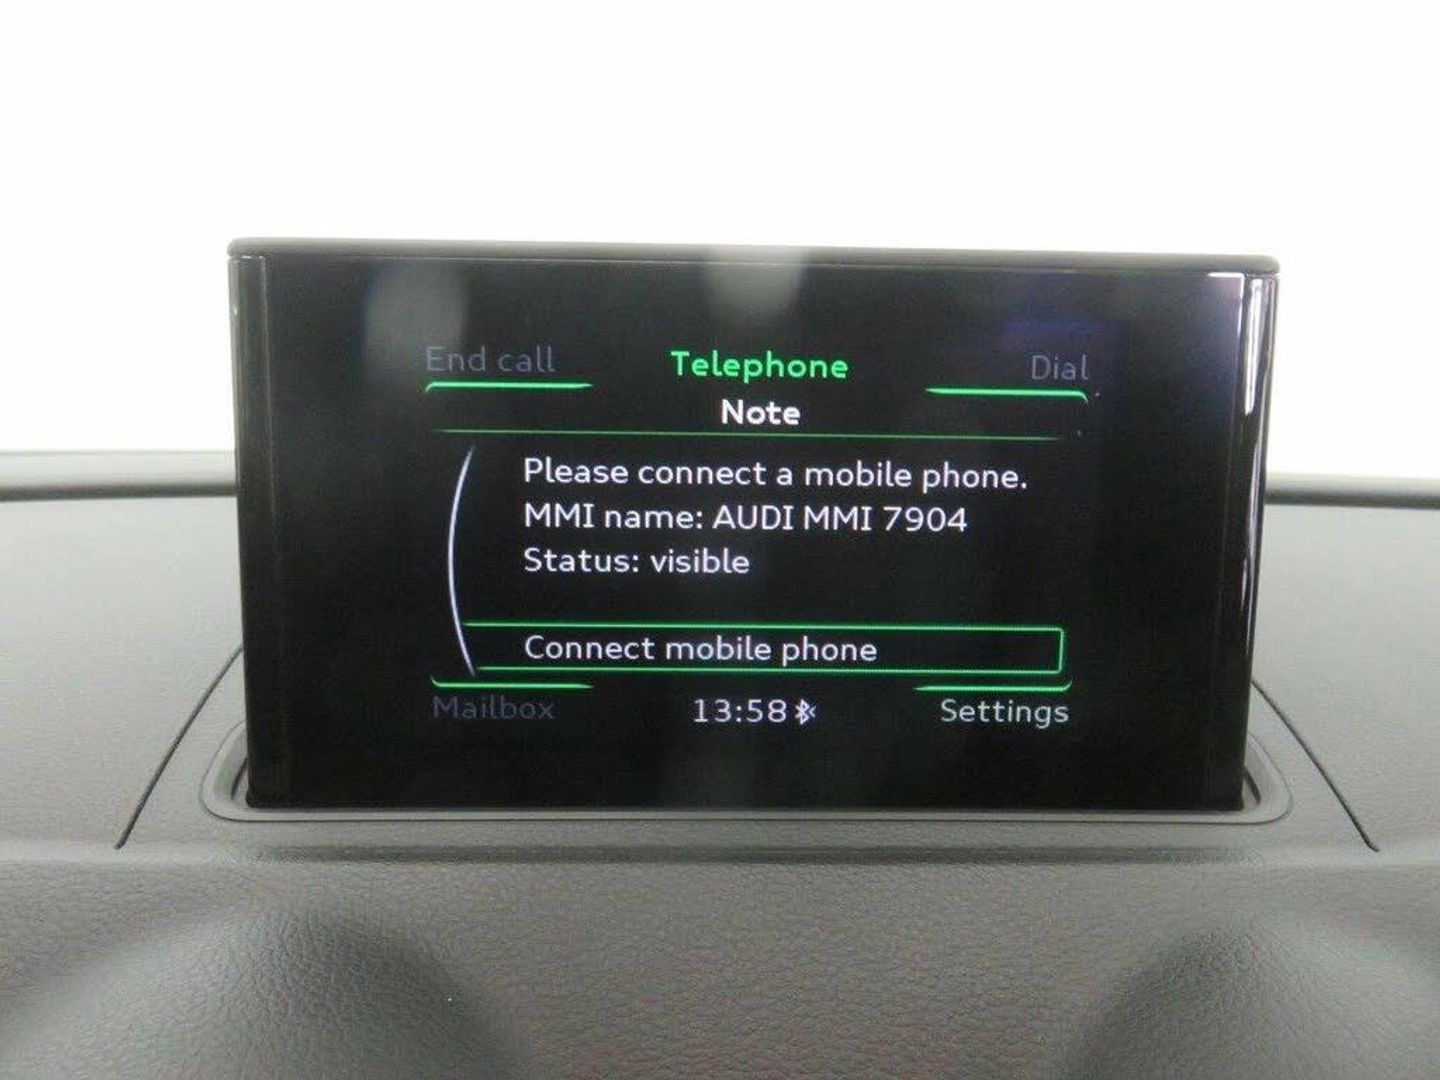 End call Telephone Dial
Note
Please connect a mobile phone.
MMI name: AUDI MMI 7904
Status: visible
Connect mobile phone
Mailbox 13:58 Settings